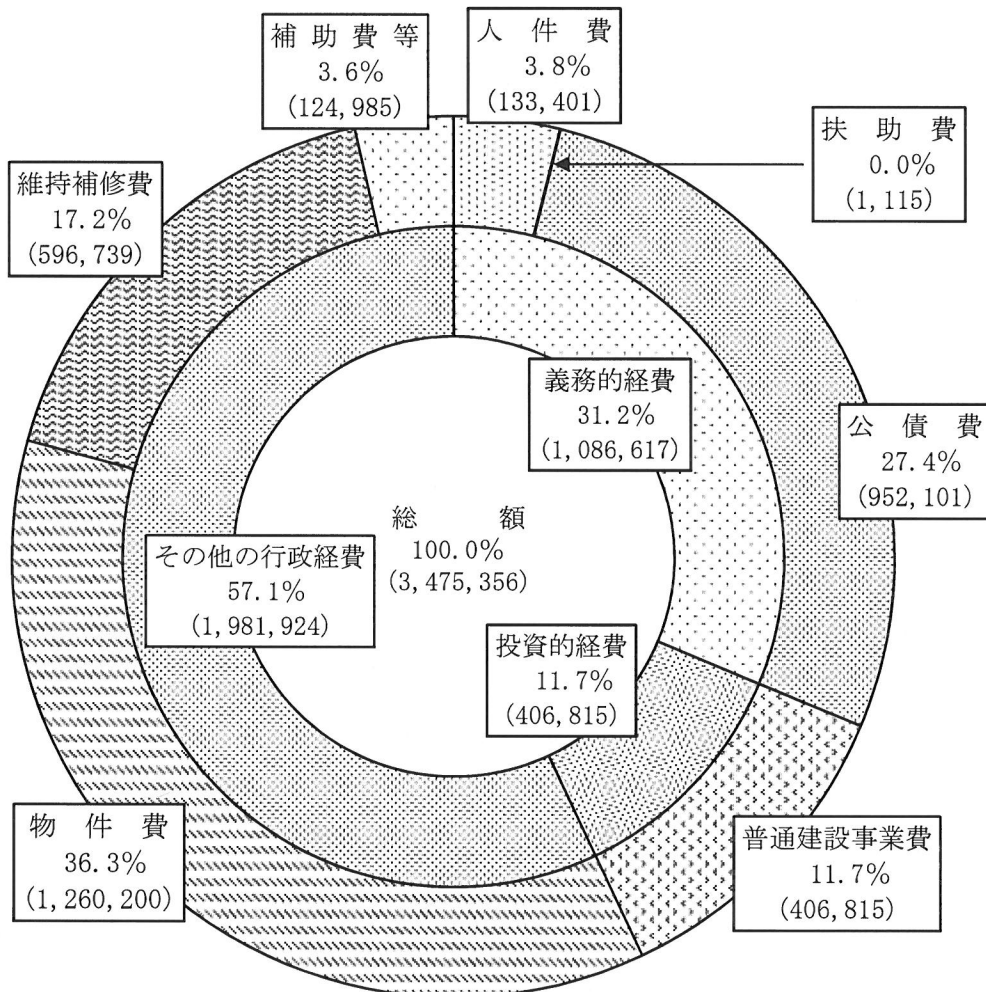 補助費等
3.6%
(124,985)
人件費
3.8%
(133,401)
扶助費
0.0%
(1,115)
維持補修費
17.2%
(596,739)
義務的経費
31.2%
(1,086,617)
公債費
27.4%
(952,101)
総額
100.0%
(3,475,356)
その他の行政経費
57.1%
(1,981,924)
投資的経費
11.7%
(406,815)
物件費
36.3%
(1,260,200)
普通建設事業費
11.7%
(406,815)